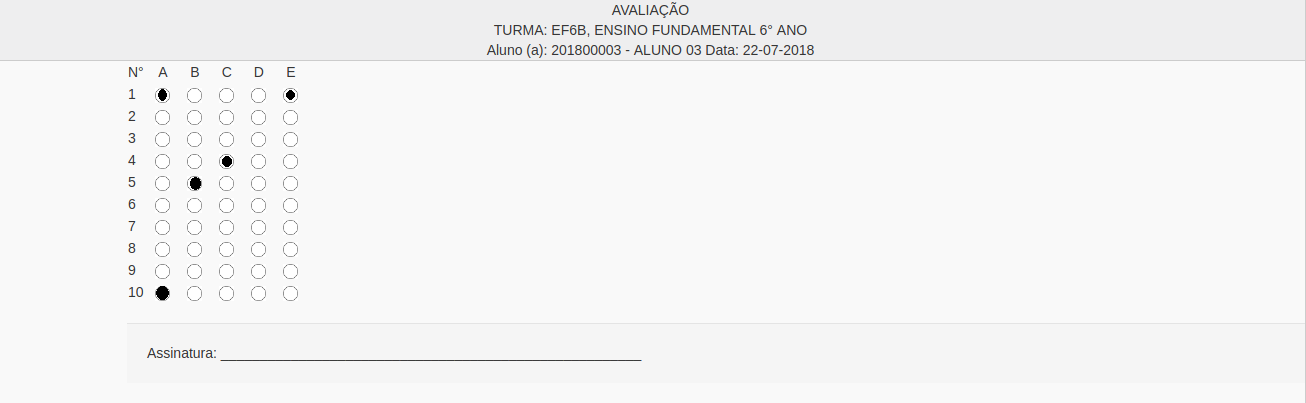 AVALIAÇÃO
TURMA: EF6B, ENSINO FUNDAMENTAL 6° ANO
Aluno (a): 201800003 - ALUNO 03 Data: 22-07-2018
N° A B C D E
1
2
3
4
5
6
7
8
9
10
Assinatura: ______________________________________________________